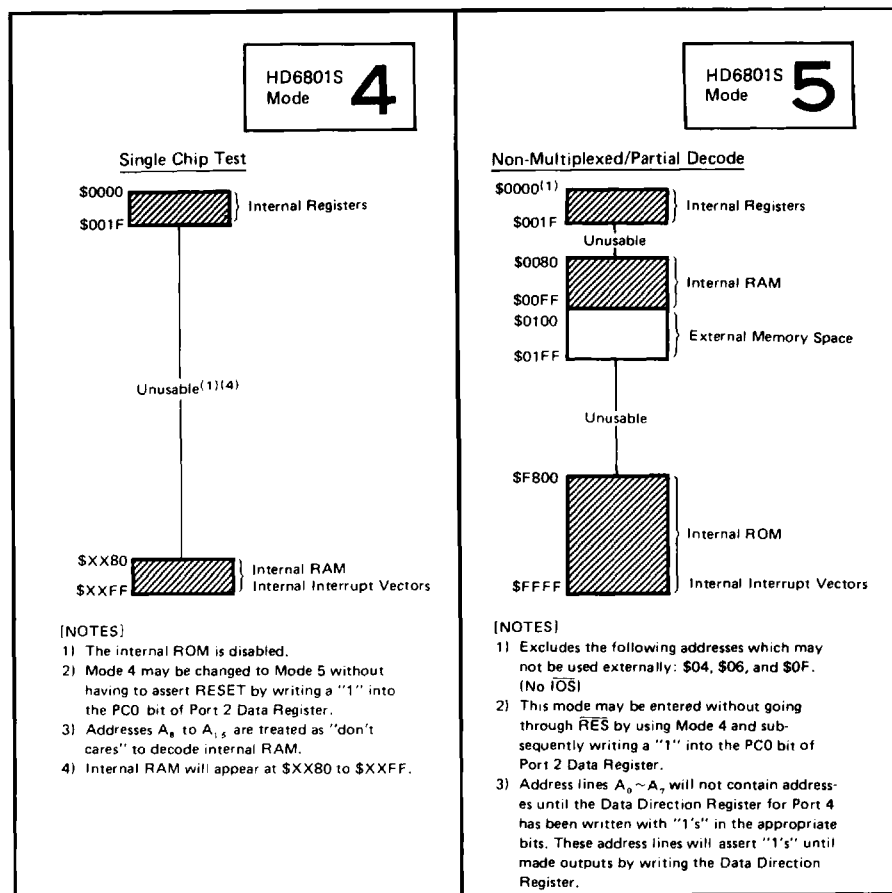 HD6801S
Mode 4
Single Chip Test
$0000
$001F
Internal Registers
Unusable(1)(4)
$XX80
$XXFF
Internal RAM
Internal Interrupt Vectors
[NOTES]
1) The internal ROM is disabled.
2) Mode 4 may be changed to Mode 5 without
having to assert RESET by writing a "1" into
the PC0 bit of Port 2 Data Register.
3) Addresses A8 to A15 are treated as "don't
cares" to decode internal RAM.
4) Internal RAM will appear at $XX80 to $XXFF.
HD6801S
Mode 5
Non-Multiplexed/Partial Decode
$0000(1)
$001F
Internal Registers
Unusable
$0080
$00FF
Internal RAM
$0100
$01FF
External Memory Space
Unusable
$F800
Internal ROM
$FFFF
Internal Interrupt Vectors
[NOTES]
1) Excludes the following addresses which may
not be used externally: $04, $06, and $0F.
(No IOS)
2) This mode may be entered without going
through RES by using Mode 4 and sub-
sequently writing a "1" into the PC0 bit of
Port 2 Data Register.
3) Address lines A0~A7 will not contain address-
es until the Data Direction Register for Port 4
has been written with "1's" in the appropriate
bits. These address lines will assert "1's" until
made outputs by writing the Data Direction
Register.